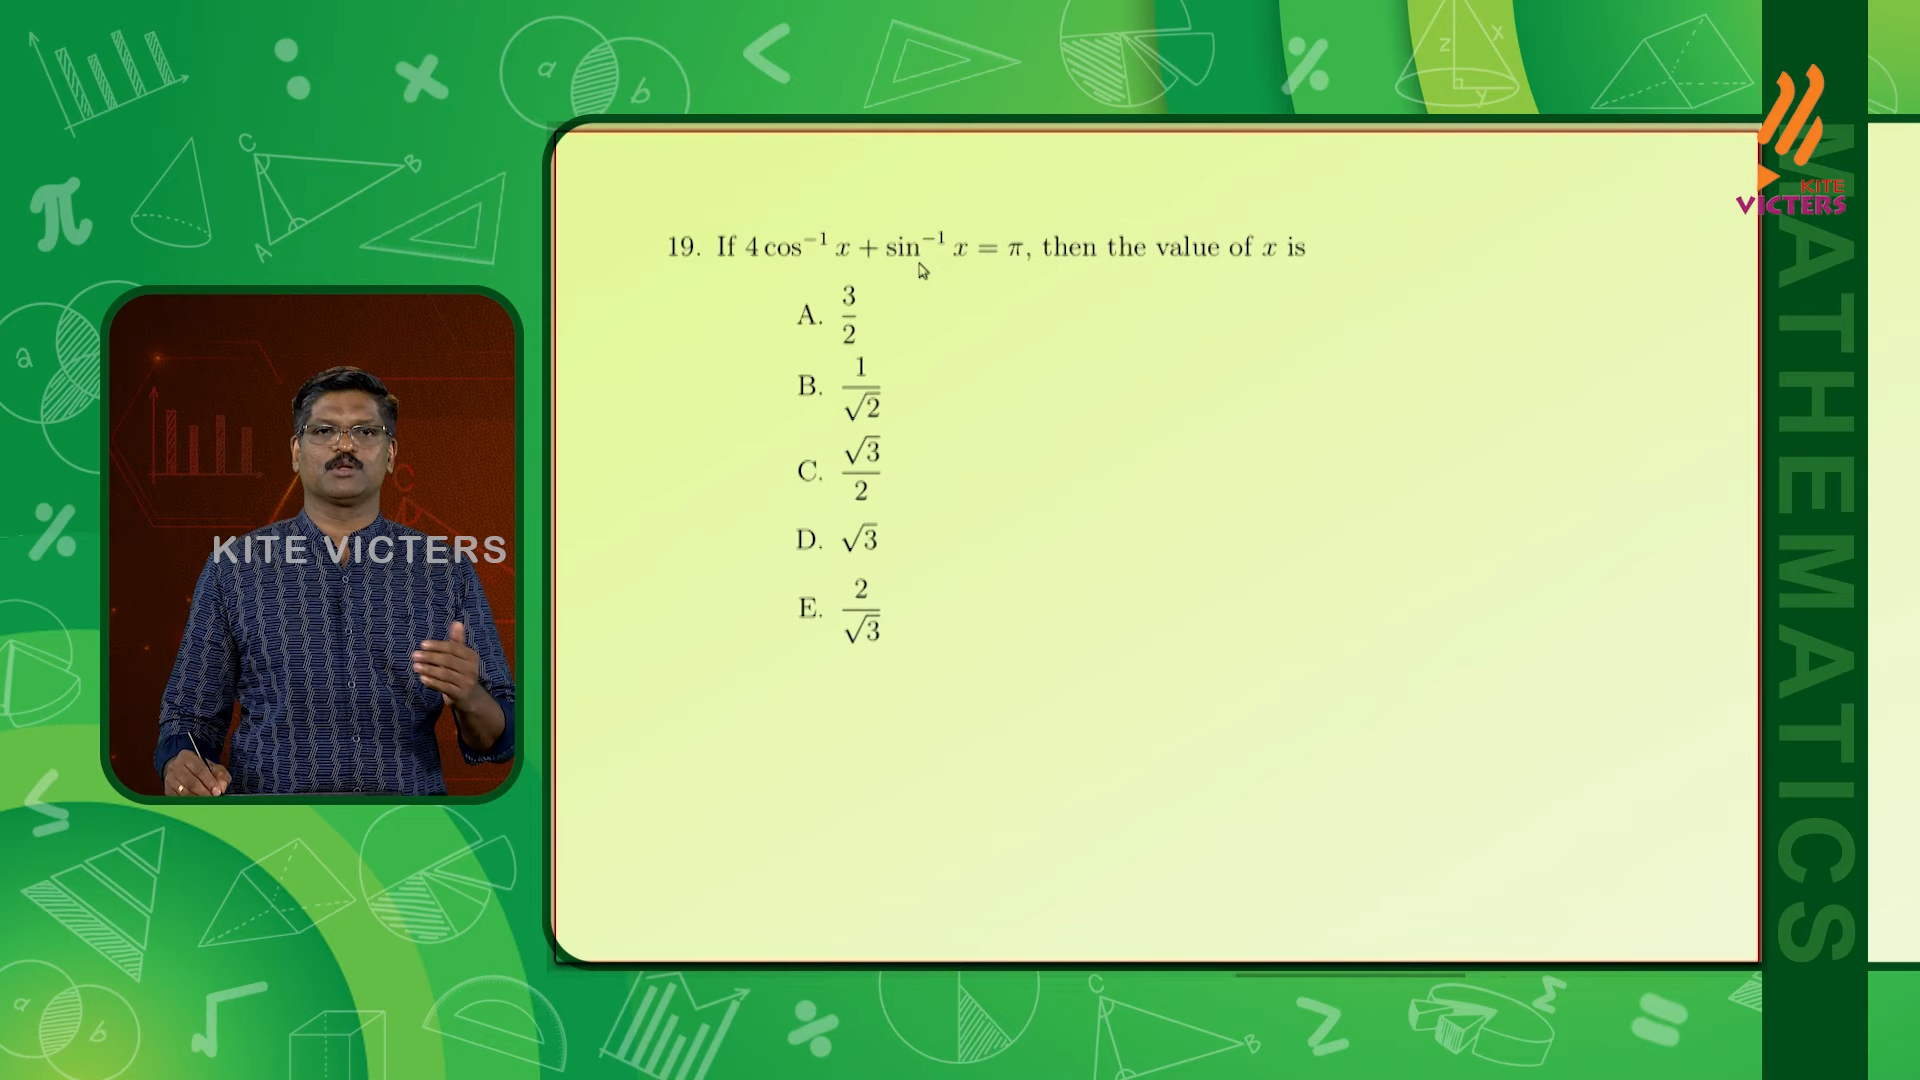 19. If 4 cos⁻¹ x + sin⁻¹ x = π, then the value of x is
A. 3/2
B. 1/√2
C. √3/2
D. √3
E. 2/√3
KITE VICTERS
KITE
VICTERS
MATHEMATICS
a
b
C
B
A
π
%
z
x
y